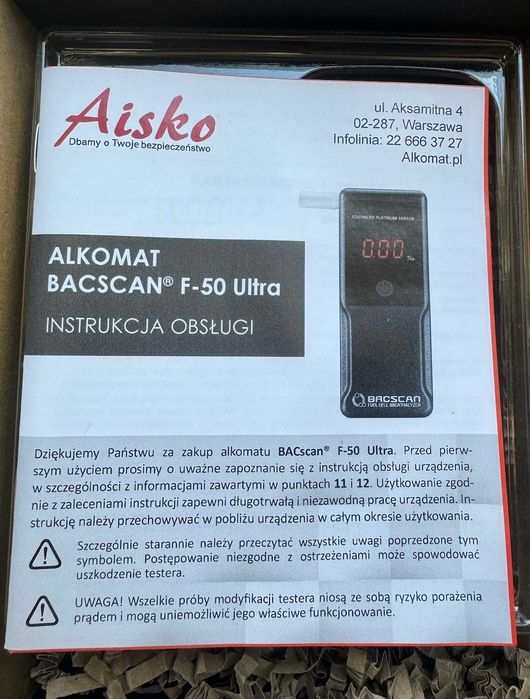 Aisko
Dbamy o Twoje bezpieczeństwo
ul. Aksamitna 4
02-287, Warszawa
Infolinia: 22 666 37 27
Alkomat.pl
ALKOMAT
BACSCAN® F-50 Ultra
INSTRUKCJA OBSŁUGI
ADVANCED PLATINUM SENSOR
0.00
‰
BACSCAN
FUEL CELL BREATHALYZER
Dziękujemy Państwu za zakup alkomatu BACscan® F-50 Ultra. Przed pierw-
szym użyciem prosimy o uważne zapoznanie się z instrukcją obsługi urządzenia,
w szczególności z informacjami zawartymi w punktach 11 i 12. Użytkowanie zgod-
nie z zaleceniami instrukcji zapewni długotrwałą i niezawodną pracę urządzenia. In-
strukcję należy przechowywać w pobliżu urządzenia w całym okresie użytkowania.
Szczególnie starannie należy przeczytać wszystkie uwagi poprzedzone tym
symbolem. Postępowanie niezgodne z ostrzeżeniami może spowodować
uszkodzenie testera.
UWAGA! Wszelkie próby modyfikacji testera niosą ze sobą ryzyko porażenia
prądem i mogą uniemożliwić jego właściwe funkcjonowanie.